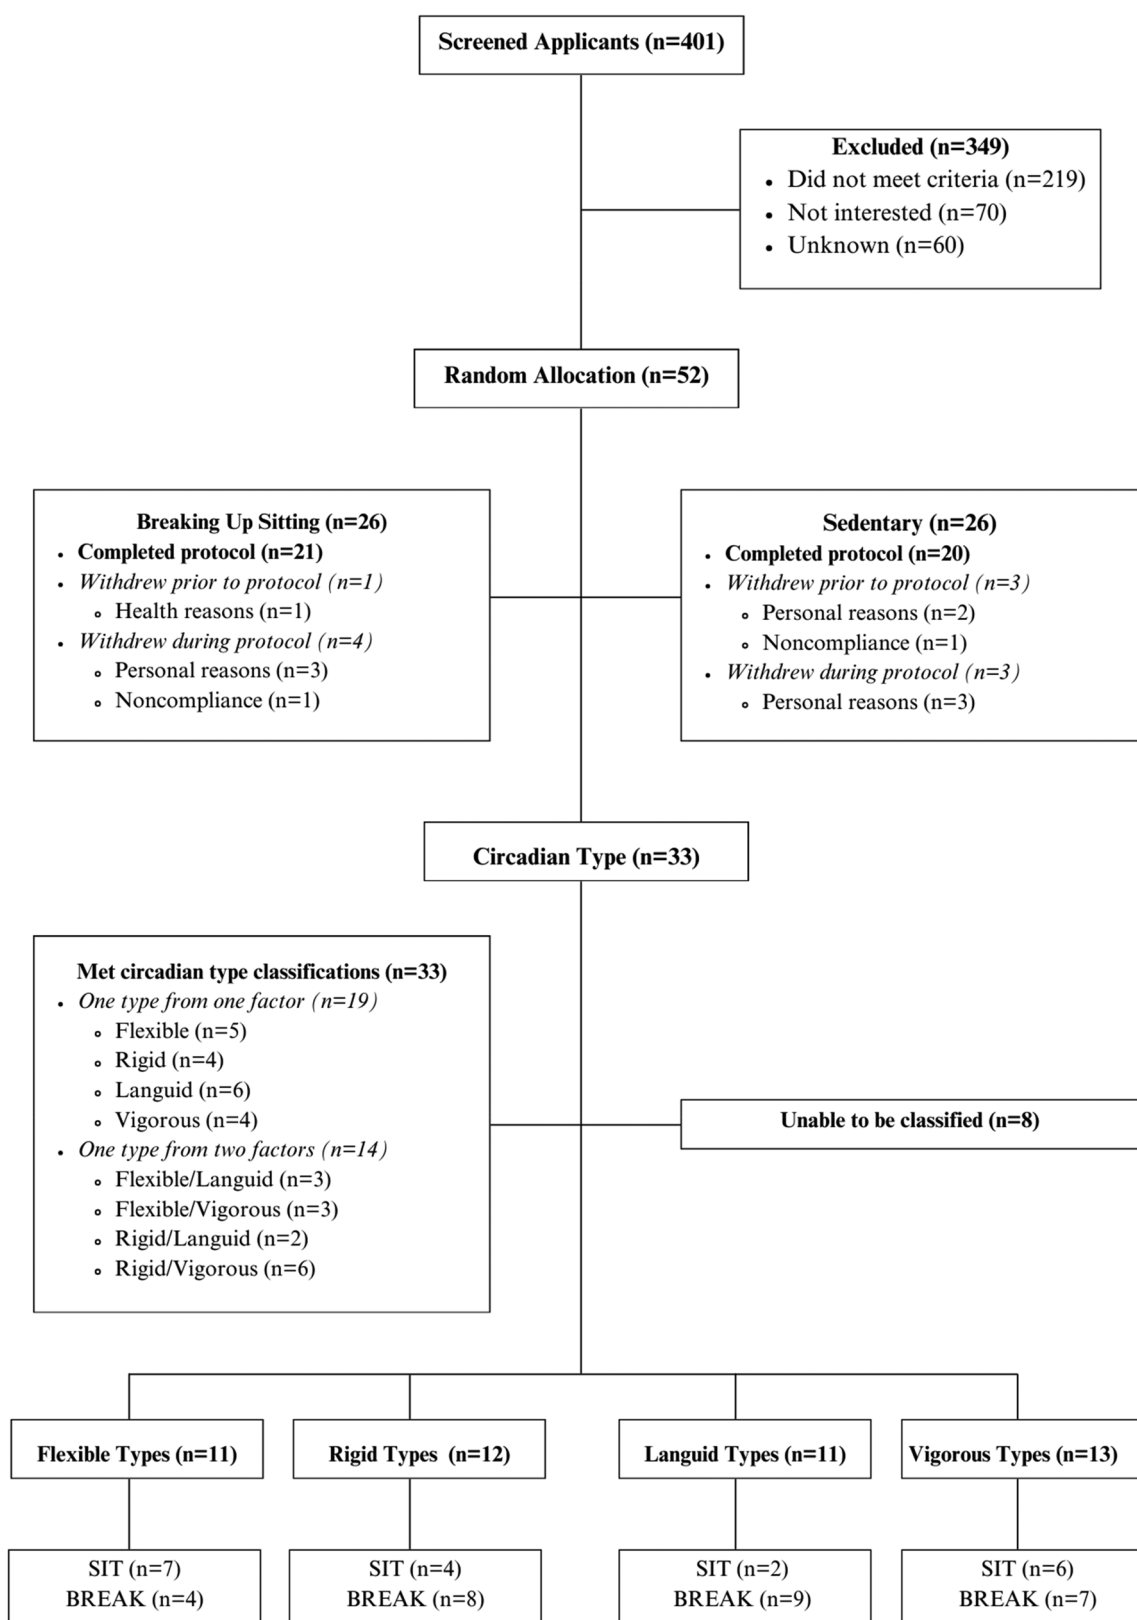 Screened Applicants (n=401)
Excluded (n=349)
• Did not meet criteria (n=219)
• Not interested (n=70)
• Unknown (n=60)
Random Allocation (n=52)
Breaking Up Sitting (n=26)
• Completed protocol (n=21)
• Withdrew prior to protocol (n=1)
∘ Health reasons (n=1)
• Withdrew during protocol (n=4)
∘ Personal reasons (n=3)
∘ Noncompliance (n=1)
Sedentary (n=26)
• Completed protocol (n=20)
• Withdrew prior to protocol (n=3)
∘ Personal reasons (n=2)
∘ Noncompliance (n=1)
• Withdrew during protocol (n=3)
∘ Personal reasons (n=3)
Circadian Type (n=33)
Met circadian type classifications (n=33)
• One type from one factor (n=19)
∘ Flexible (n=5)
∘ Rigid (n=4)
∘ Languid (n=6)
∘ Vigorous (n=4)
• One type from two factors (n=14)
∘ Flexible/Languid (n=3)
∘ Flexible/Vigorous (n=3)
∘ Rigid/Languid (n=2)
∘ Rigid/Vigorous (n=6)
Unable to be classified (n=8)
Flexible Types (n=11)
SIT (n=7)
BREAK (n=4)
Rigid Types (n=12)
SIT (n=4)
BREAK (n=8)
Languid Types (n=11)
SIT (n=2)
BREAK (n=9)
Vigorous Types (n=13)
SIT (n=6)
BREAK (n=7)